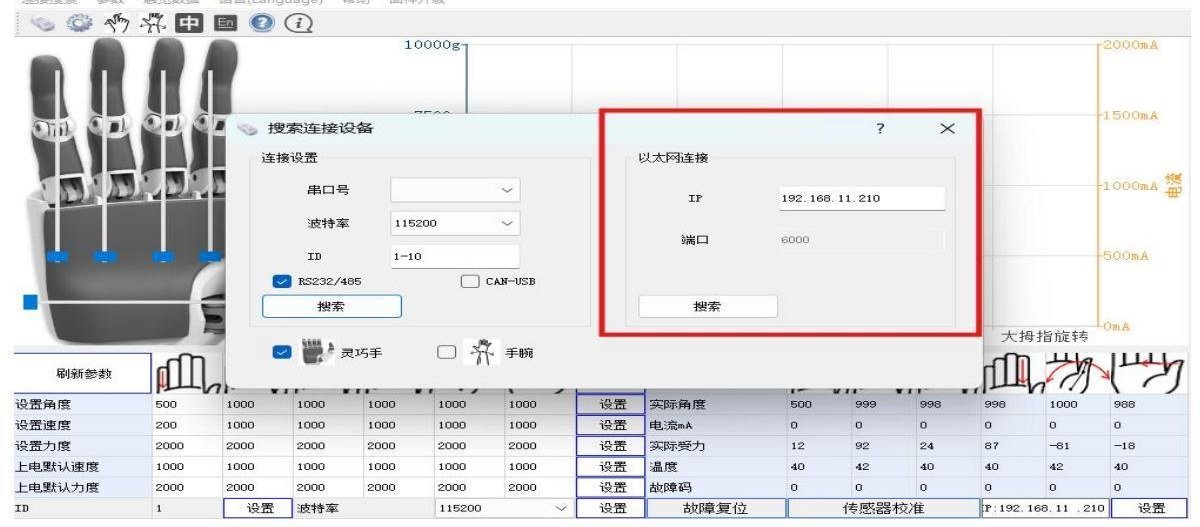 中 En ? i
10000g
2000mA
1500mA
1000mA
500mA
0mA
电流
大拇指旋转
搜索连接设备 ? ×
连接设置
串口号
波特率 115200
ID 1-10
RS232/485 CAN-USB
搜索
灵巧手 手腕
以太网连接
IP 192.168.11.210
端口 6000
搜索
刷新参数
设置角度 500 1000 1000 1000 1000 1000 设置 实际角度 500 999 998 998 1000 988
设置速度 200 1000 1000 1000 1000 1000 设置 电流mA 0 0 0 0 0 0
设置力度 2000 2000 2000 2000 2000 2000 设置 实际受力 12 92 24 87 -81 -18
上电默认速度 1000 1000 1000 1000 1000 1000 设置 温度 40 42 40 40 42 40
上电默认力度 2000 2000 2000 2000 2000 2000 设置 故障码 0 0 0 0 0 0
ID 1 设置 波特率 115200 设置 故障复位 传感器校准 IP:192.168.11 .210 设置